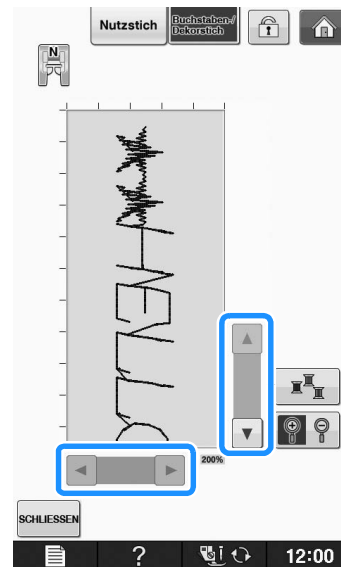 Nutzstich
Buchstaben-/
Dekorstich
N
HELLO
200%
SCHLIESSEN
?
12:00